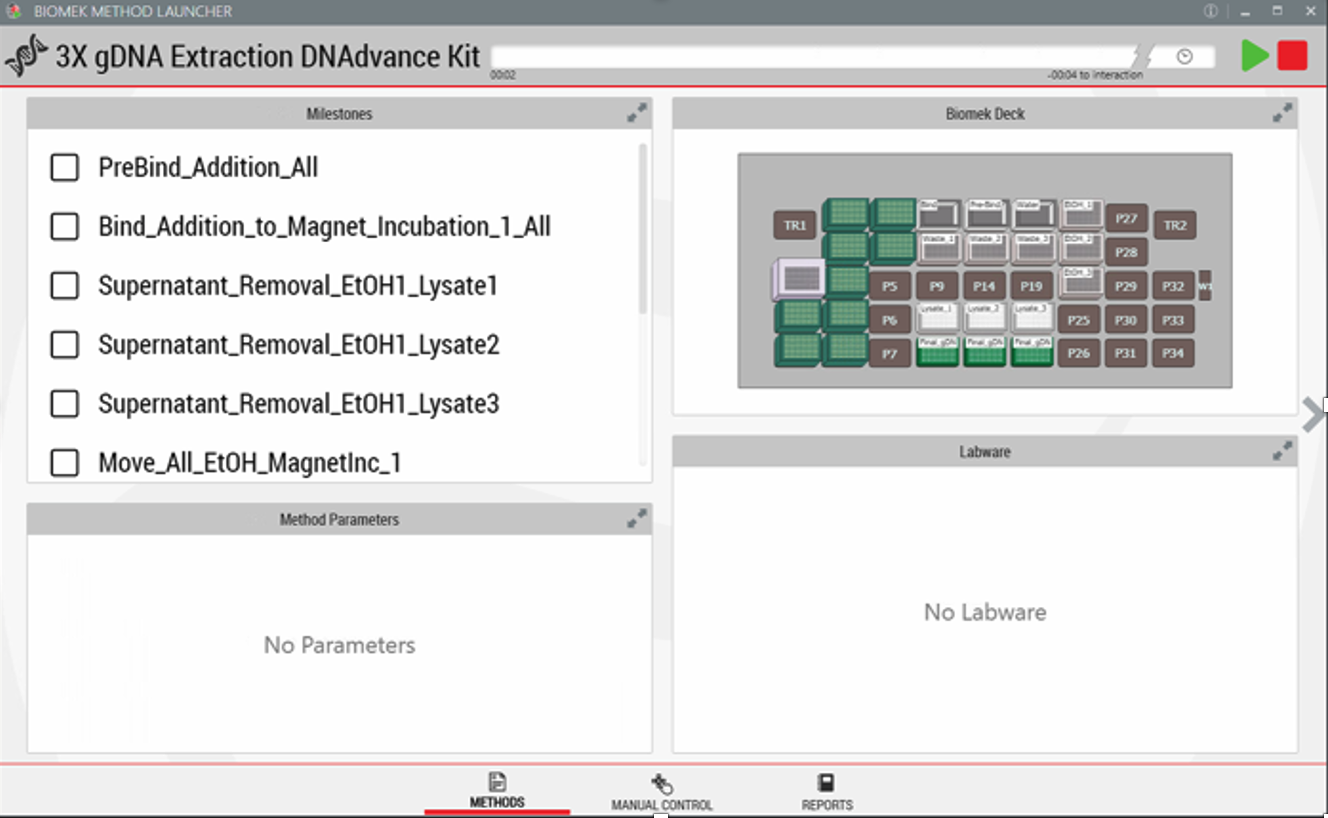 BIOMEK METHOD LAUNCHER
3X gDNA Extraction DNAdvance Kit
00:02
-00:04 to interaction
Milestones
PreBind_Addition_All
Bind_Addition_to_Magnet_Incubation_1_All
Supernatant_Removal_EtOH1_Lysate1
Supernatant_Removal_EtOH1_Lysate2
Supernatant_Removal_EtOH1_Lysate3
Move_All_EtOH_MagnetInc_1
Method Parameters
No Parameters
Biomek Deck
TR1 Bind Pre-Bind Water EtOH_1 P27 TR2
Waste_1 Waste_2 Waste_3 EtOH_2 P28
P5 P9 P14 P19 EtOH_3 P29 P32 W1
P6 Lysate_1 Lysate_2 Lysate_3 P25 P30 P33
P7 Final_gDN Final_gDN Final_gDN P26 P31 P34
Labware
No Labware
METHODS
MANUAL CONTROL
REPORTS